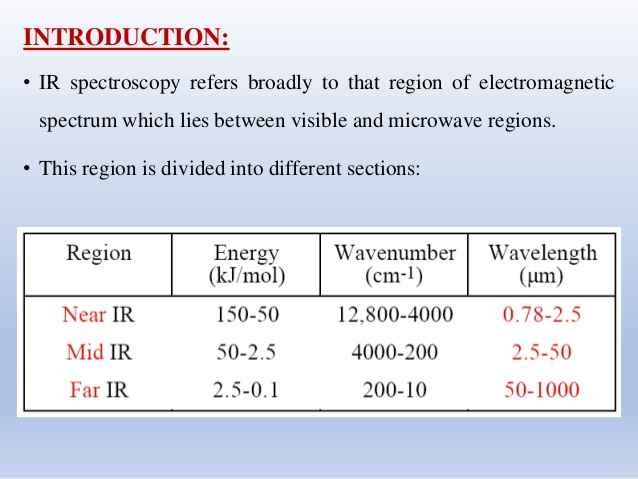 INTRODUCTION:
• IR spectroscopy refers broadly to that region of electromagnetic
spectrum which lies between visible and microwave regions.
• This region is divided into different sections:
Region Energy (kJ/mol) Wavenumber (cm-1) Wavelength (μm)
Near IR 150-50 12,800-4000 0.78-2.5
Mid IR 50-2.5 4000-200 2.5-50
Far IR 2.5-0.1 200-10 50-1000